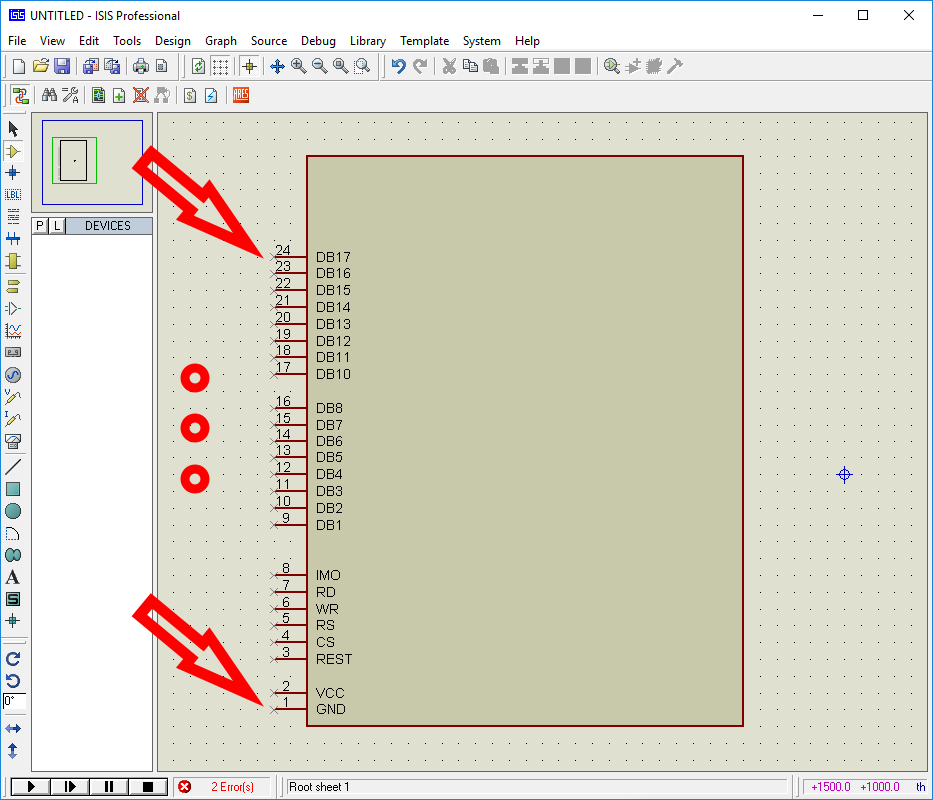 UNTITLED - ISIS Professional
File View Edit Tools Design Graph Source Debug Library Template System Help
ARES
LBL
P L DEVICES
24 DB17
23 DB16
22 DB15
21 DB14
20 DB13
19 DB12
18 DB11
17 DB10
16 DB8
15 DB7
14 DB6
13 DB5
12 DB4
11 DB3
10 DB2
9 DB1
8 IMO
7 RD
6 WR
5 RS
4 CS
3 REST
2 VCC
1 GND
V
I
A
S
0°
2 Error(s)
Root sheet 1
+1500.0 +1000.0 th